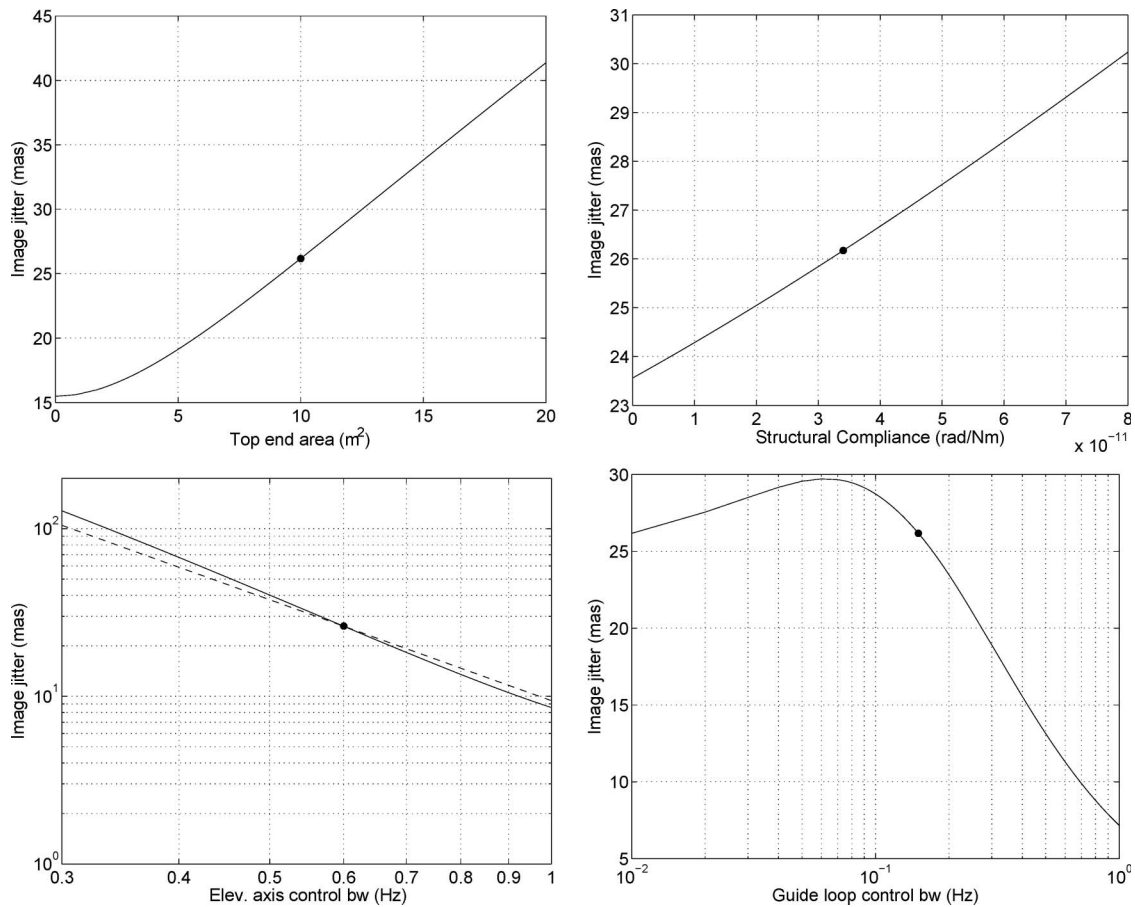 Image jitter (mas)
45
40
35
30
25
20
15
0 5 10 15 20
Top end area (m²)
Image jitter (mas)
31
30
29
28
27
26
25
24
23
0 1 2 3 4 5 6 7 8
Structural Compliance (rad/Nm)
x 10⁻¹¹
Image jitter (mas)
10²
10¹
10⁰
0.3 0.4 0.5 0.6 0.7 0.8 0.9 1
Elev. axis control bw (Hz)
Image jitter (mas)
30
25
20
15
10
5
10⁻² 10⁻¹ 10⁰
Guide loop control bw (Hz)